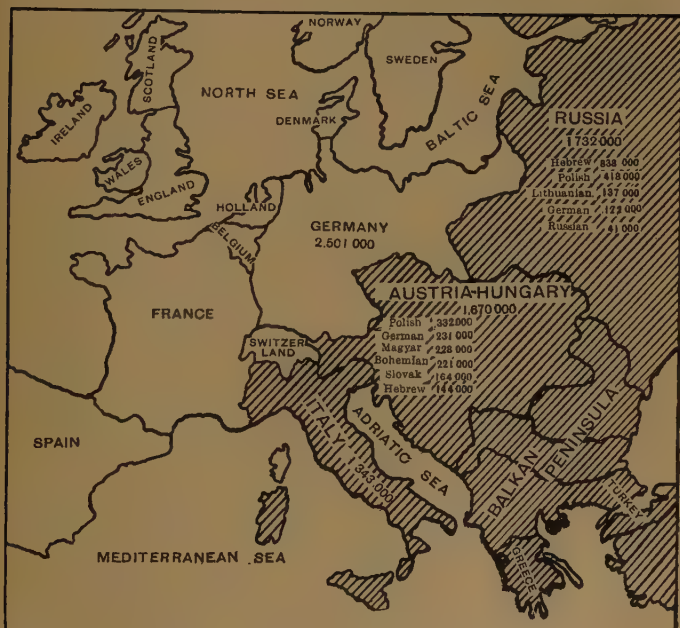 NORWAY
SWEDEN
SCOTLAND
NORTH SEA
DENMARK
BALTIC SEA
IRELAND
WALES
ENGLAND
HOLLAND
BELGIUM
GERMANY
2.501 000
RUSSIA
1732 000
Hebrew 838 000
Polish 418 000
Lithuanian 137 000
German 122 000
Russian 41 000
FRANCE
SWITZER
LAND
AUSTRIA-HUNGARY
1,670 000
Polish 332 000
German 231 000
Magyar 228 000
Bohemian 221 000
Slovak 164 000
Hebrew 144 000
SPAIN
ITALY 1 343 000
ADRIATIC SEA
BALKAN
PENINSULA
TURKEY
GREECE
MEDITERRANEAN SEA